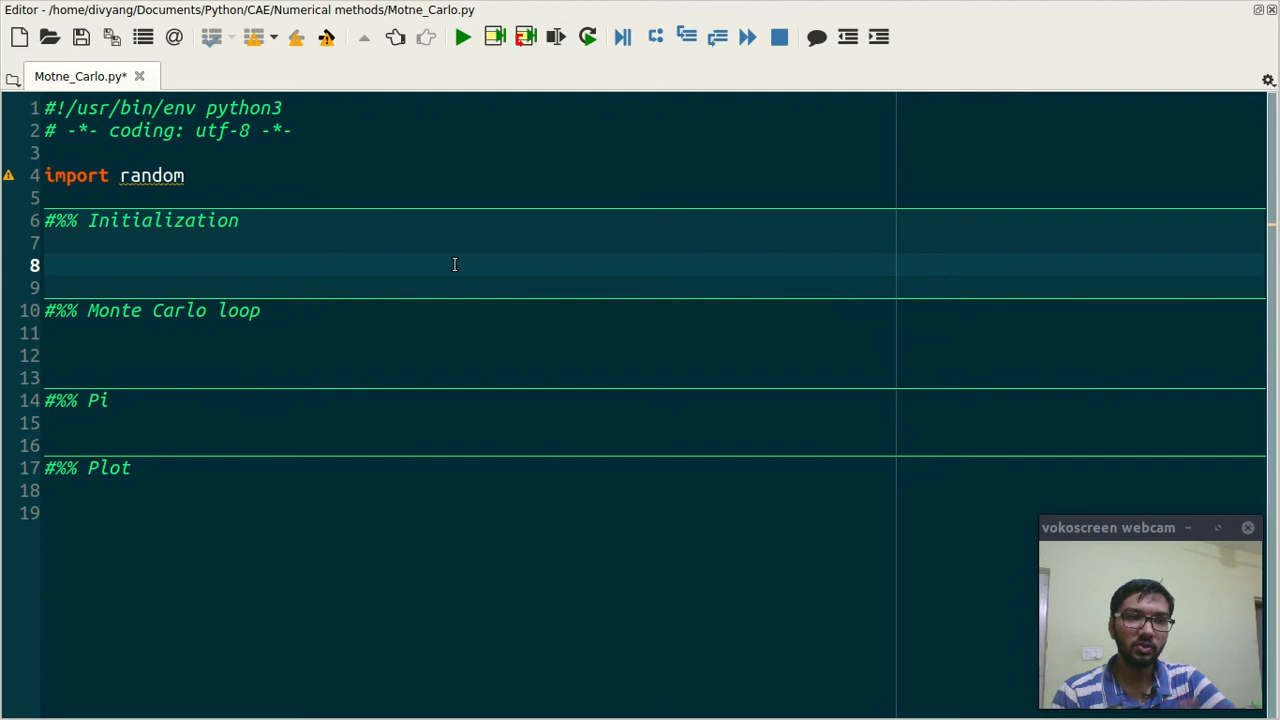 Editor - /home/divyang/Documents/Python/CAE/Numerical methods/Motne_Carlo.py
Motne_Carlo.py*
1 #!/usr/bin/env python3
2 # -*- coding: utf-8 -*-
3
4 import random
5
6 #%% Initialization
7
8
9
10 #%% Monte Carlo loop
11
12
13
14 #%% Pi
15
16
17 #%% Plot
18
19
vokoscreen webcam